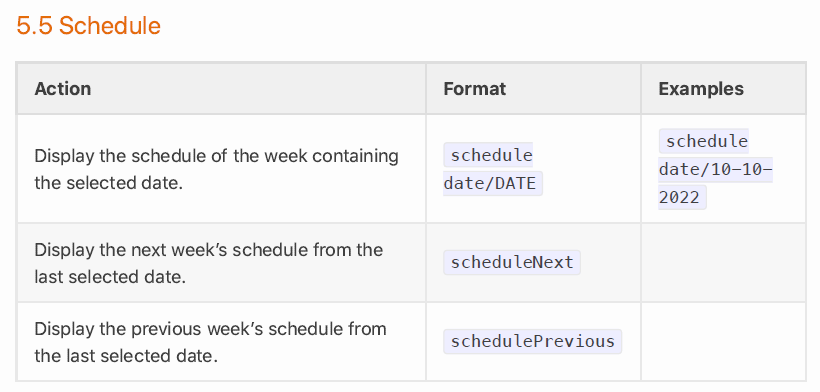 5.5 Schedule
Action
Format
Examples
Display the schedule of the week containing
the selected date.
schedule
date/DATE
schedule
date/10-10-
2022
Display the next week’s schedule from the
last selected date.
scheduleNext
Display the previous week’s schedule from
the last selected date.
schedulePrevious